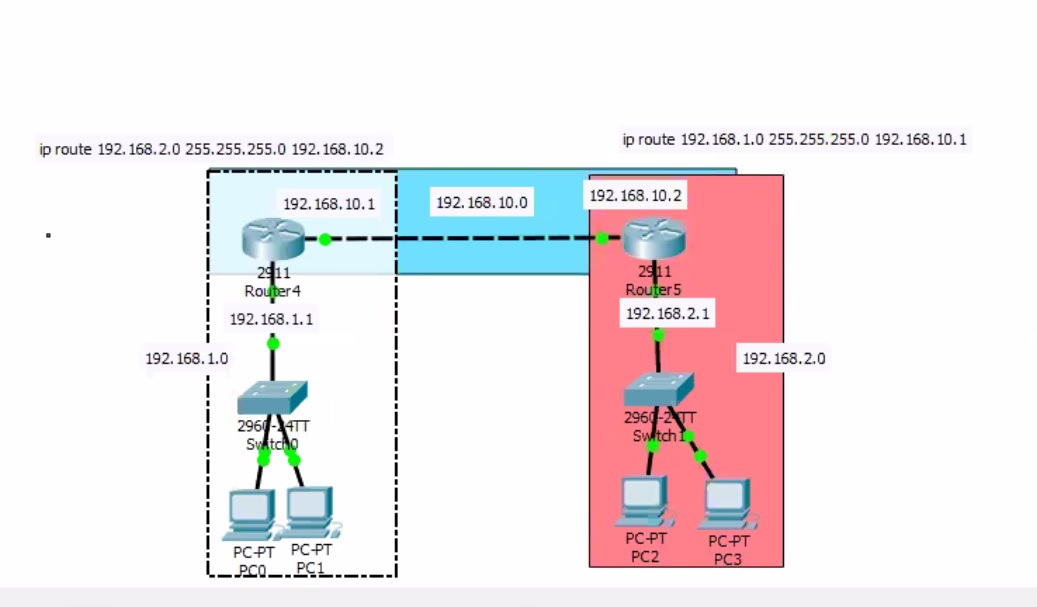 ip route 192.168.2.0 255.255.255.0 192.168.10.2
ip route 192.168.1.0 255.255.255.0 192.168.10.1
192.168.10.1
192.168.10.0
192.168.10.2
2911
Router4
2911
Router5
192.168.1.1
192.168.2.1
192.168.1.0
192.168.2.0
2960-24TT
Switch0
2960-24TT
Switch1
PC-PT
PC0
PC-PT
PC1
PC-PT
PC2
PC-PT
PC3